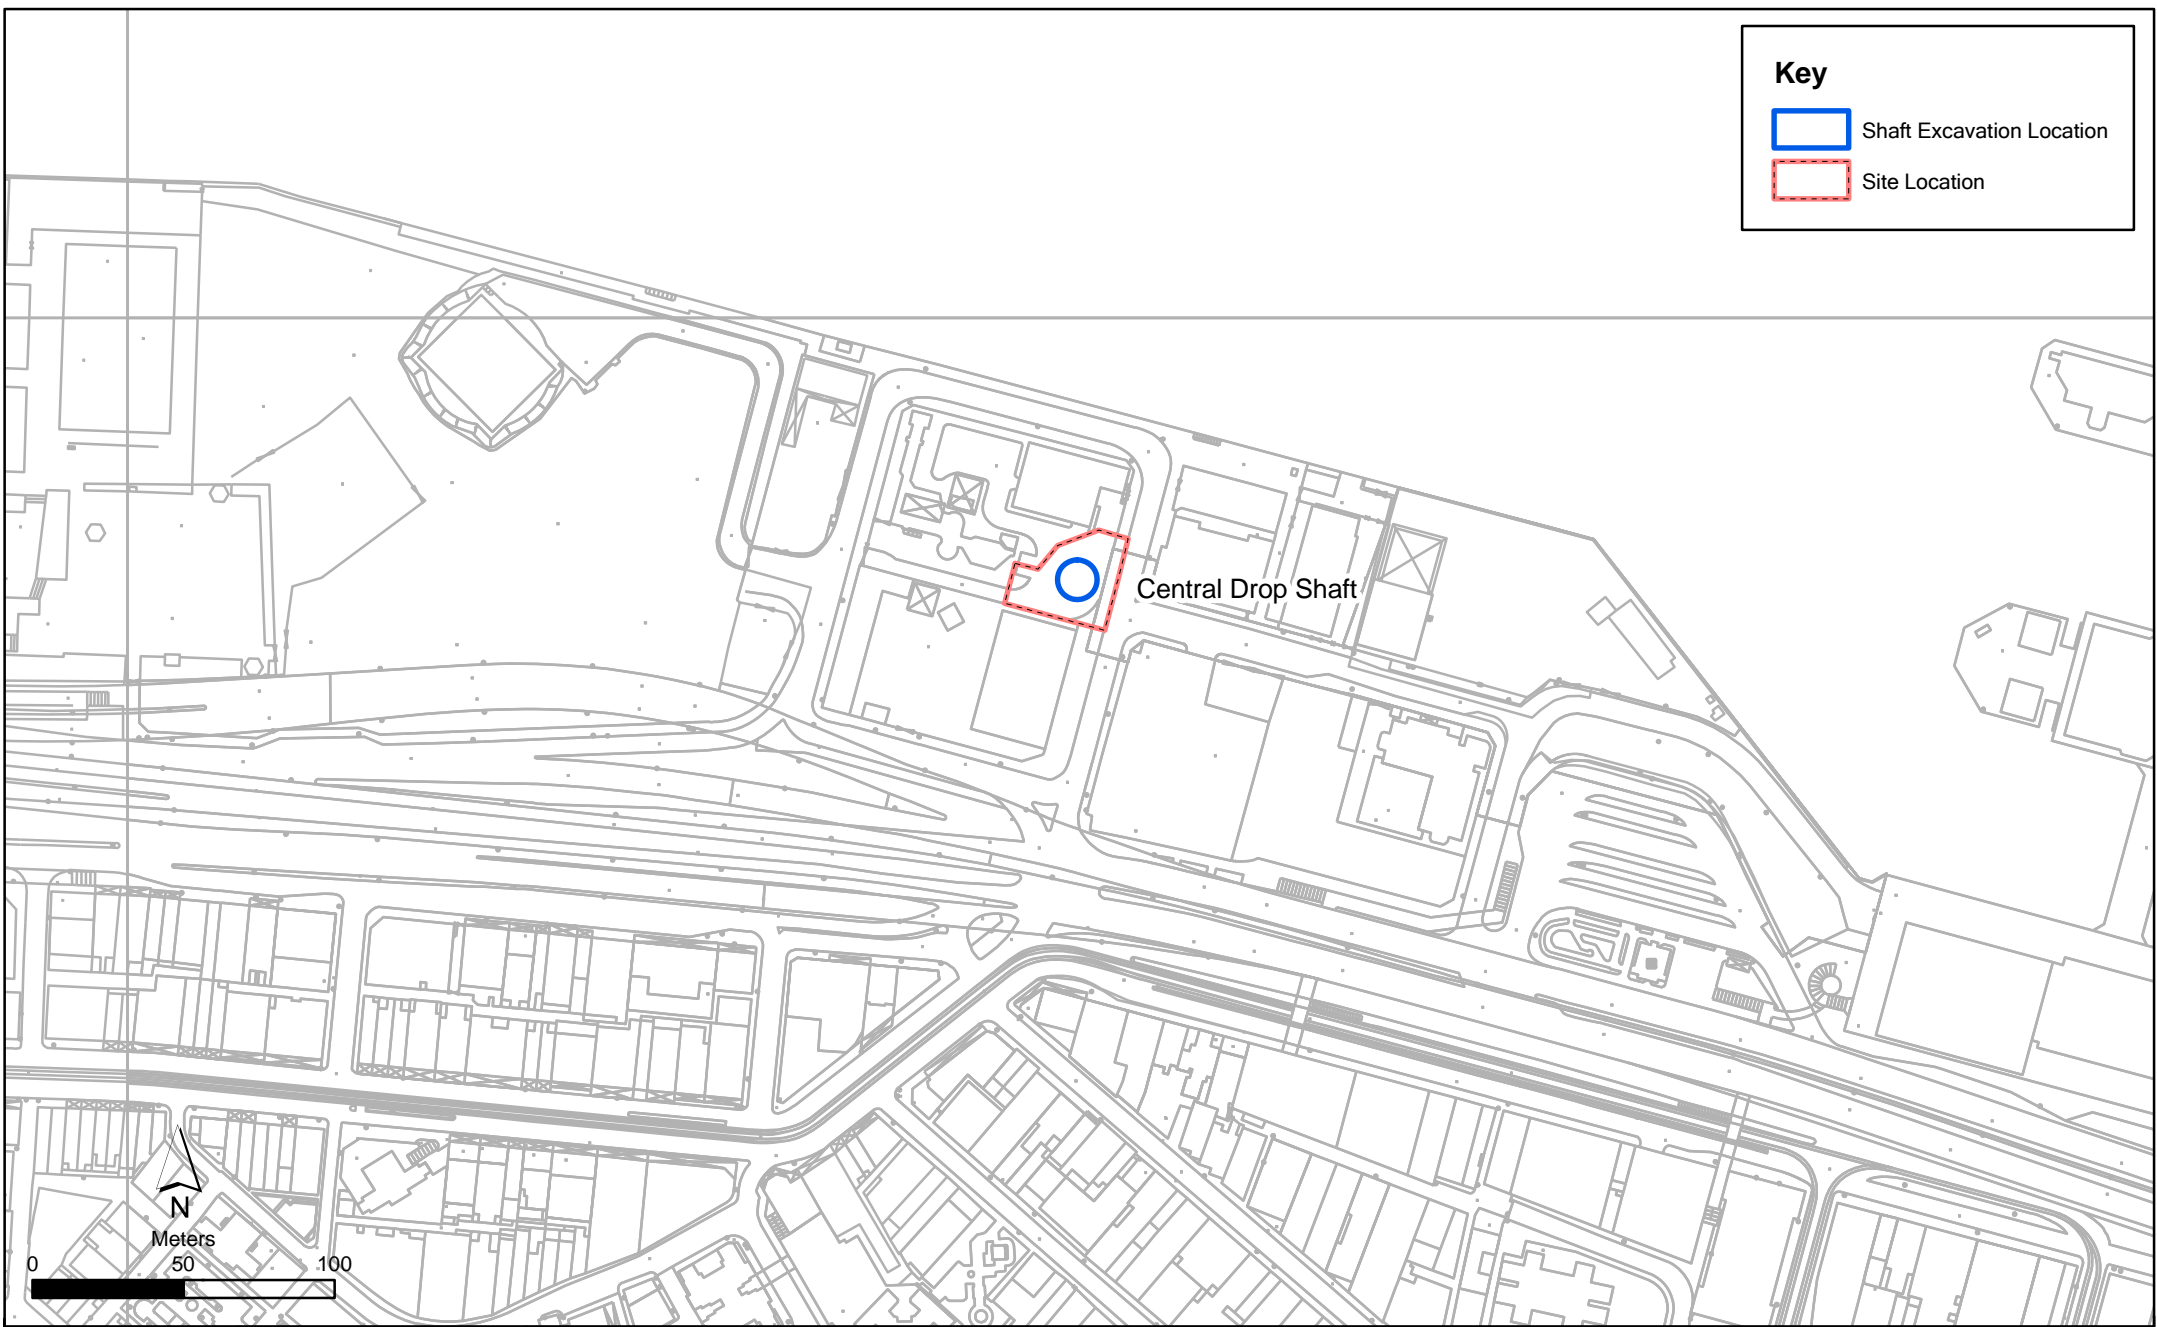 Key
Shaft Excavation Location
Site Location
Central Drop Shaft
N
Meters
0 50 100